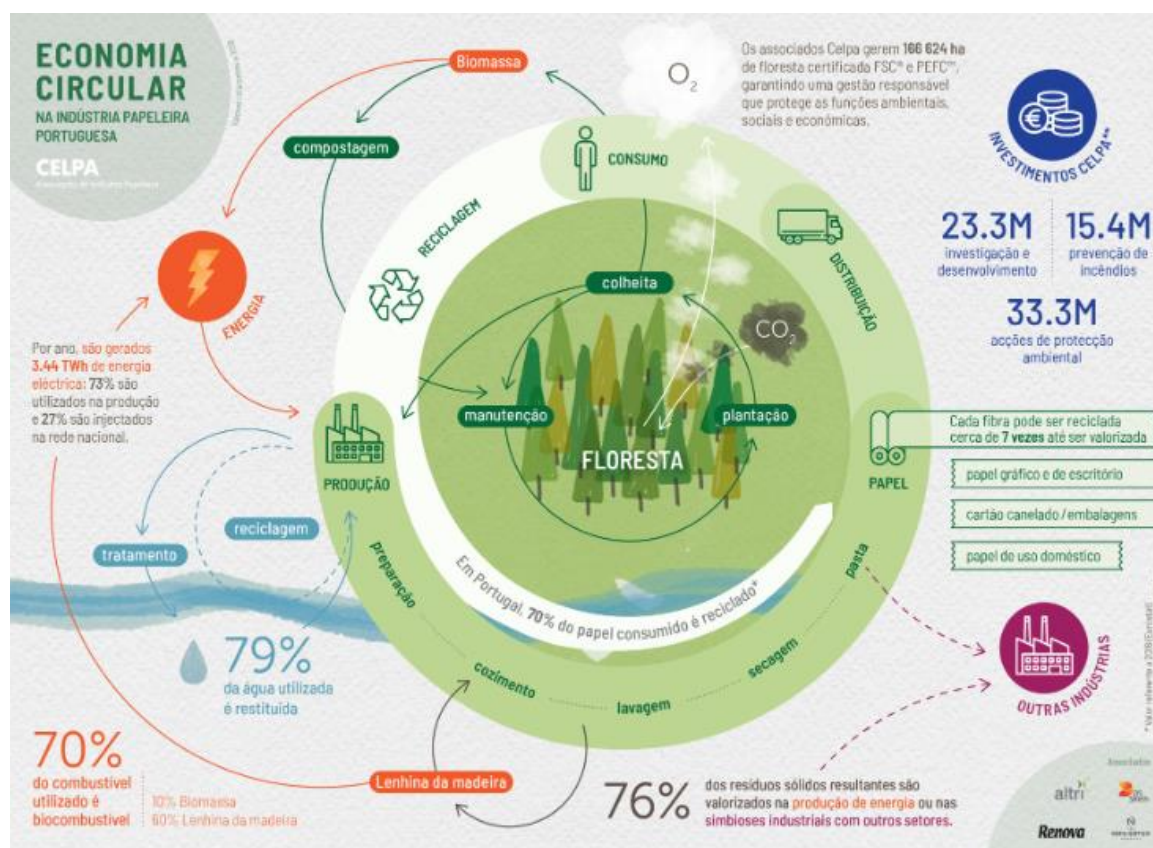 ECONOMIA
CIRCULAR
NA INDÚSTRIA PAPELEIRA
PORTUGUESA
CELPA
Biomassa
compostagem
O₂
CONSUMO
RECICLAGEM
DISTRIBUIÇÃO
ENERGIA
Os associados Celpa gerem 166 624 ha
de floresta certificada FSC® e PEFC™,
garantindo uma gestão responsável
que protege as funções ambientais,
sociais e económicas.
INVESTIMENTOS CELPA
23.3M
investigação e
desenvolvimento
15.4M
prevenção de
incêndios
33.3M
acções de protecção
ambiental
Por ano, são gerados
3.44 TWh de energia
eléctrica: 73% são
utilizados na produção
e 27% são injectados
na rede nacional.
colheita
CO₂
manutenção
plantação
FLORESTA
PRODUÇÃO
PAPEL
Cada fibra pode ser reciclada
cerca de 7 vezes até ser valorizada
papel gráfico e de escritório
cartão canelado/embalagens
papel de uso doméstico
reciclagem
tratamento
preparação
cozimento
lavagem
secagem
pasta
Em Portugal, 70% do papel consumido é reciclado*
79%
da água utilizada
é restituída
OUTRAS INDÚSTRIAS
70%
do combustível
utilizado é
biocombustível
10% Biomassa
60% Lenhina da madeira
Lenhina da madeira
76%
dos resíduos sólidos resultantes são
valorizados na produção de energia ou nas
simbioses industriais com outros setores.
altri
Renova